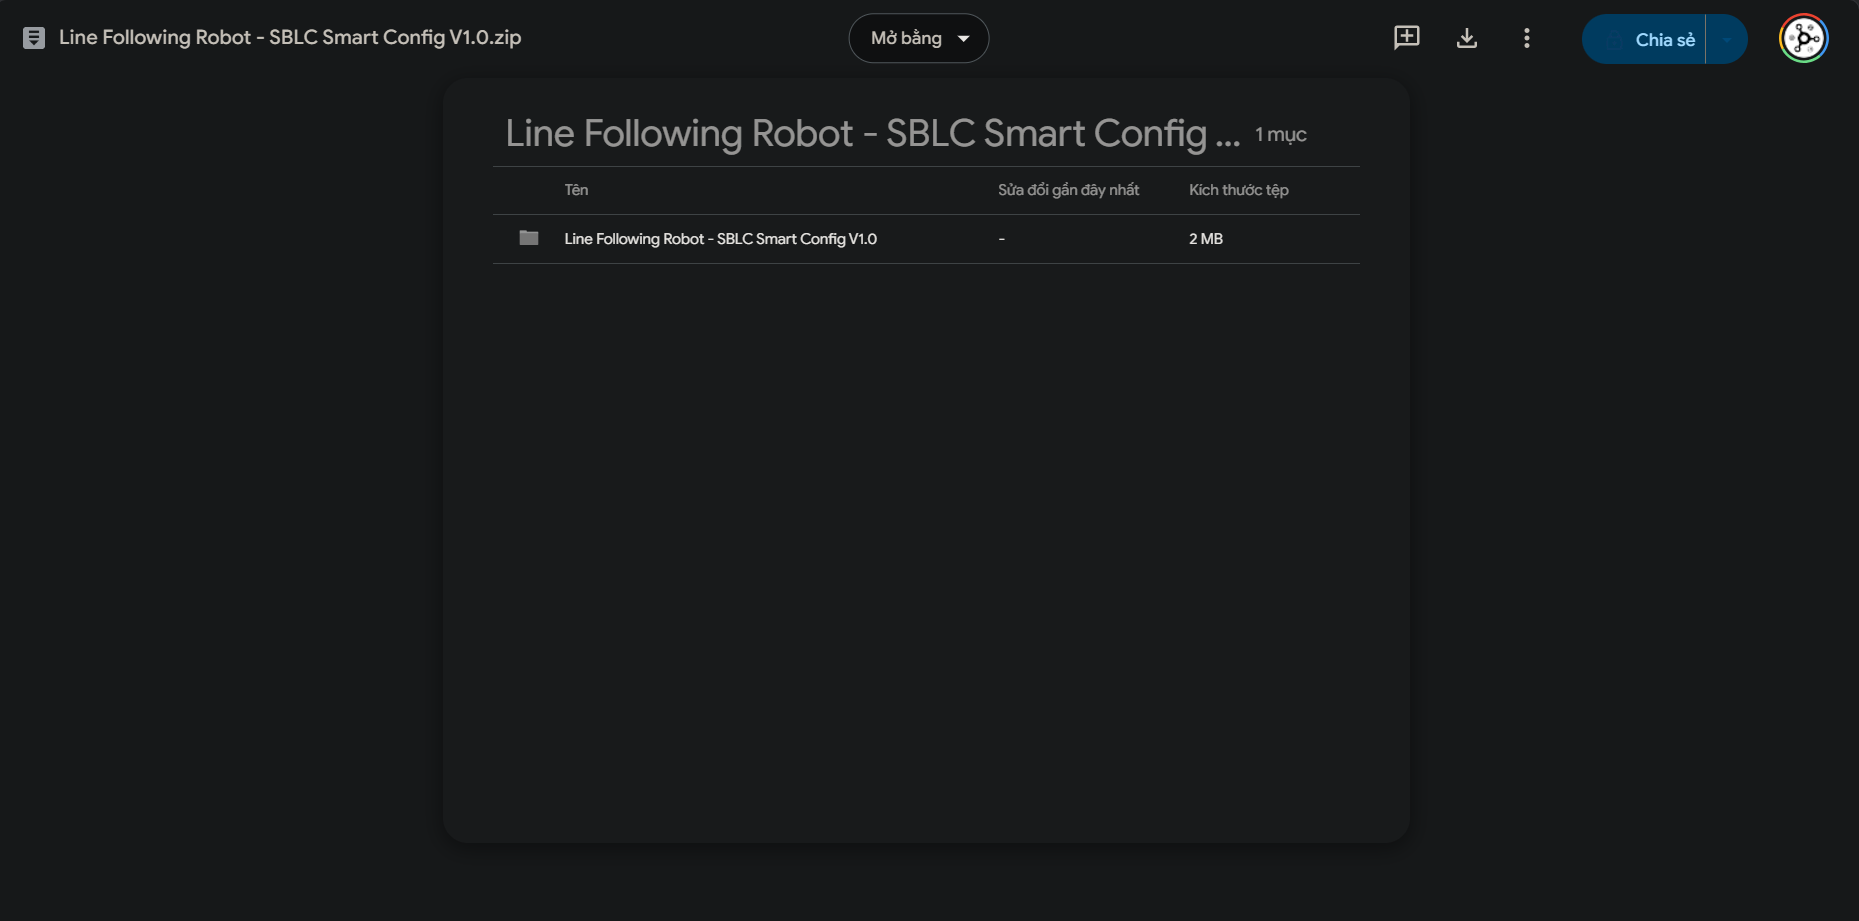 Line Following Robot - SBLC Smart Config V1.0.zip
Mở bằng
Chia sẻ
Line Following Robot - SBLC Smart Config ... 1 mục
Tên Sửa đổi gần đây nhất Kích thước tệp
Line Following Robot - SBLC Smart Config V1.0 - 2 MB